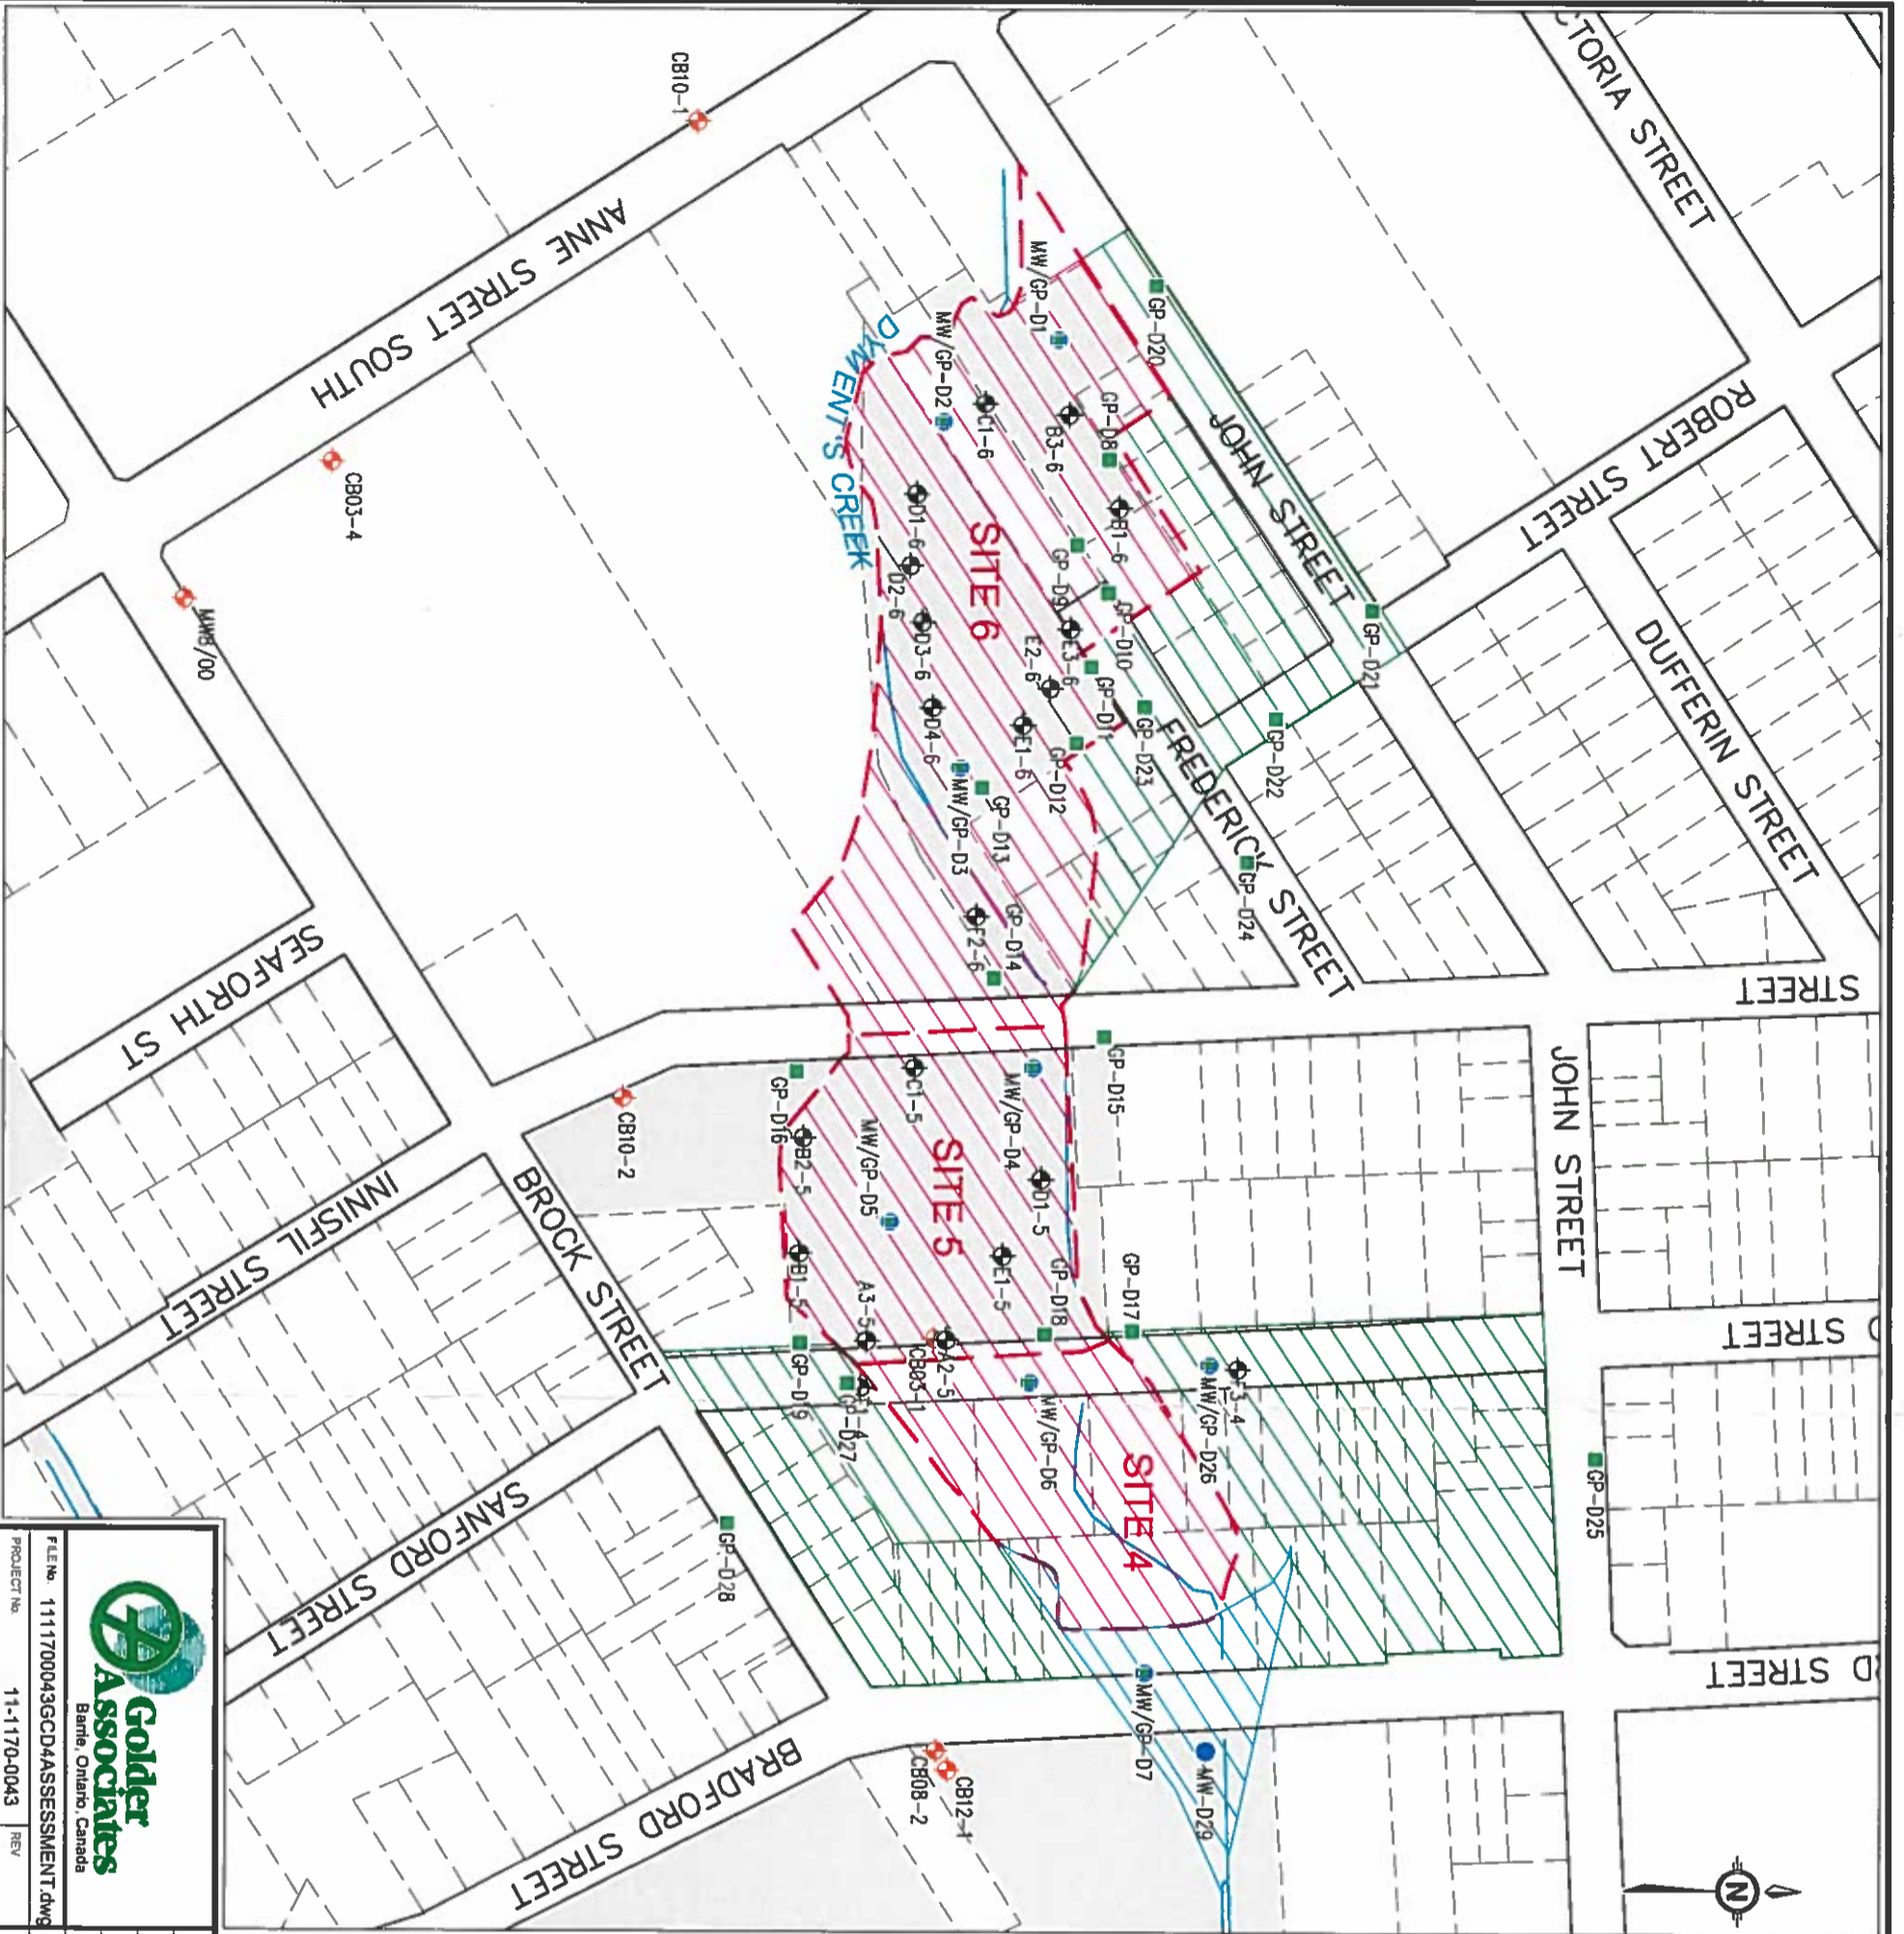 CTORIA STREET
ROBERT STREET
DUFFERIN STREET
JOHN STREET
FREDERICK STREET
STREET
JOHN STREET
STREET
STREET
ANNE STREET SOUTH
DYMENT'S CREEK
SEAFORTH ST
INNISFIL STREET
BROCK STREET
SANFORD STREET
BRADFORD STREET
SITE 6
SITE 5
SITE 4
CB10-1
CB03-4
MW8/00
CB10-2
CB03-1
CB08-2
CB12-1
MW/GP-D1
MW/GP-D2
MW/GP-D3
MW/GP-D4
MW/GP-D5
MW/GP-D6
MW/GP-D7
GP-D8
GP-D9
GP-D10
GP-D11
GP-D12
GP-D13
GP-D14
GP-D15
GP-D16
GP-D17
GP-D18
GP-D19
GP-D20
GP-D21
GP-D22
GP-D23
GP-D24
GP-D25
MW/GP-D26
GP-D27
GP-D28
MW-D29
C1-6
B3-6
B1-6
D1-6
D2-6
D3-6
D4-6
E3-6
E2-6
E1-6
F2-6
C1-5
B2-5
D1-5
E1-5
B1-5
A3-5
A2-5
F3-4
N
Golder
Associates
Barrie, Ontario, Canada
FILE No. 1111700043GCD4ASSESSMENT.dwg
PROJECT No. 11-1170-0043 REV